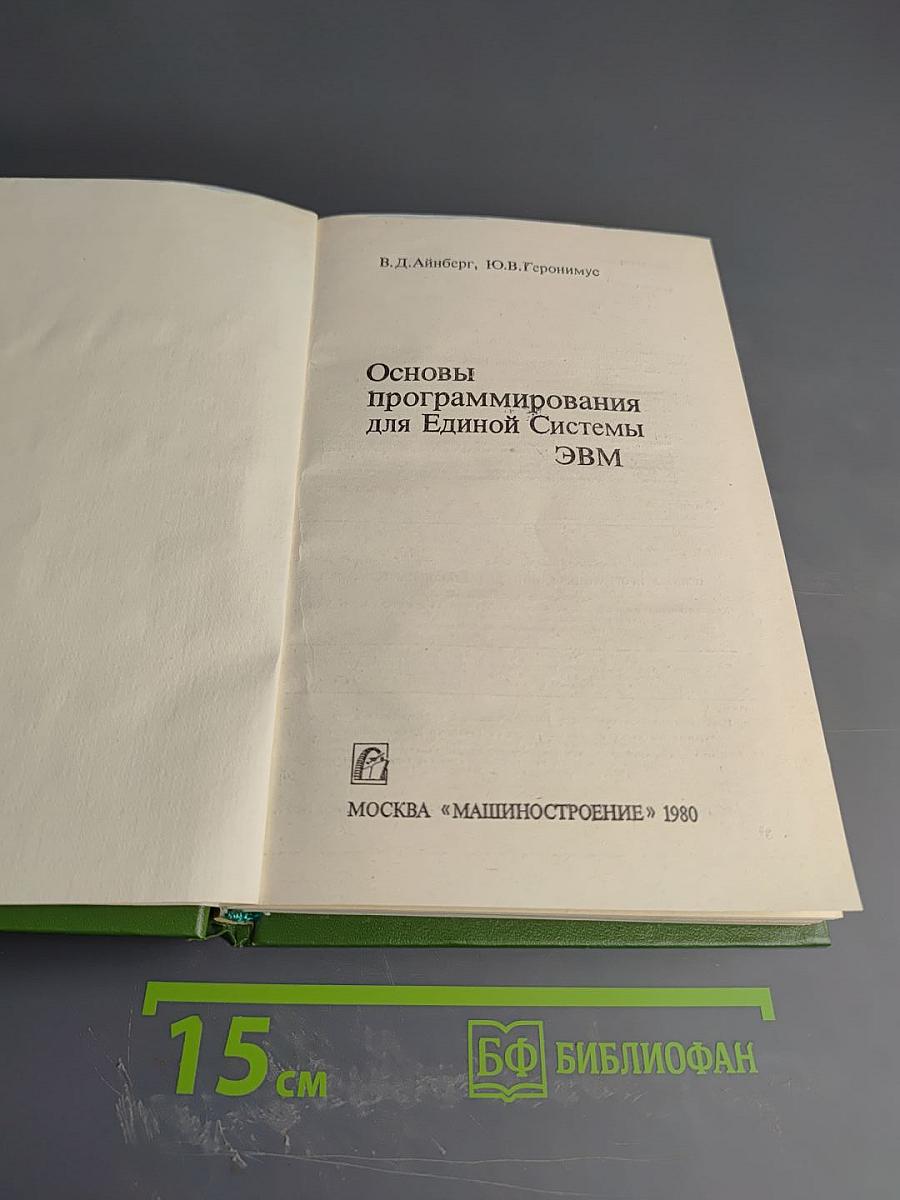 В.Д.Айнберг, Ю.В.Геронимус
Основы
программирования
для Единой Системы
ЭВМ
МОСКВА «МАШИНОСТРОЕНИЕ» 1980
15 см
БФ БИБЛИОФАН